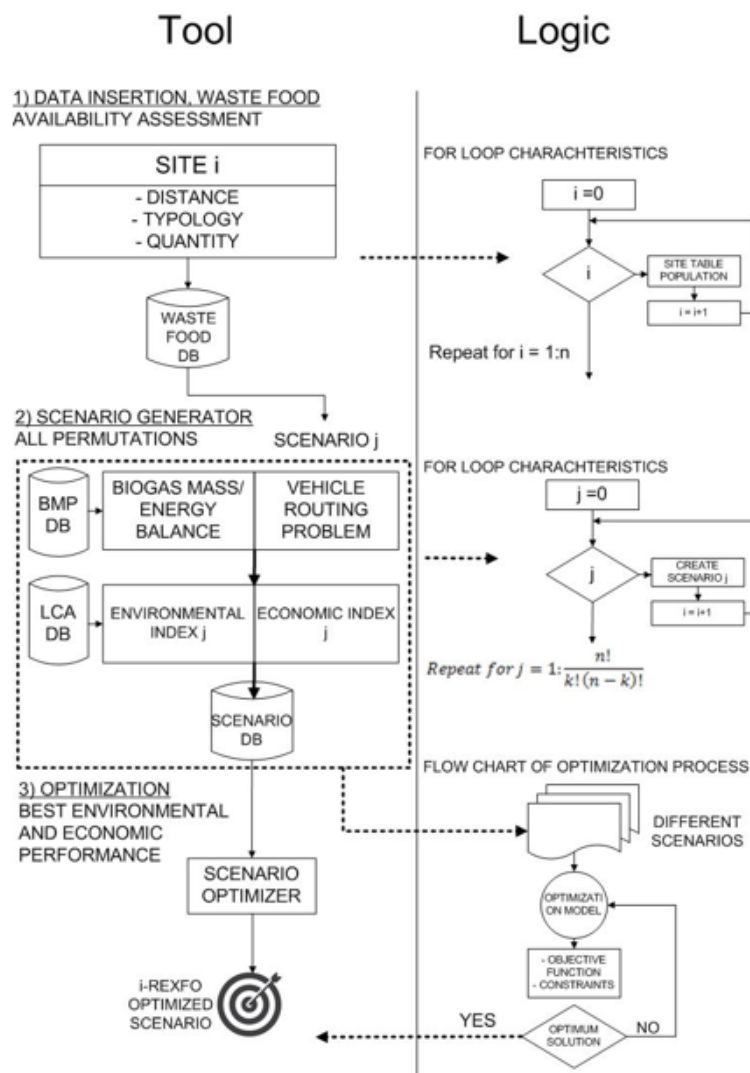 Tool
Logic
1) DATA INSERTION, WASTE FOOD
AVAILABILITY ASSESSMENT
SITE i
- DISTANCE
- TYPOLOGY
- QUANTITY
WASTE
FOOD
DB
FOR LOOP CHARACHTERISTICS
i =0
i
SITE TABLE
POPULATION
i = i+1
Repeat for i = 1:n
2) SCENARIO GENERATOR
ALL PERMUTATIONS
SCENARIO j
BMP
DB
BIOGAS MASS/
ENERGY
BALANCE
VEHICLE
ROUTING
PROBLEM
LCA
DB
ENVIRONMENTAL
INDEX j
ECONOMIC INDEX
j
SCENARIO
DB
FOR LOOP CHARACHTERISTICS
j =0
j
CREATE
SCENARIO j
i = i+1
Repeat for j = 1: n! / k! (n − k)!
3) OPTIMIZATION
BEST ENVIRONMENTAL
AND ECONOMIC
PERFORMANCE
SCENARIO
OPTIMIZER
i-REXFO
OPTIMIZED
SCENARIO
FLOW CHART OF OPTIMIZATION PROCESS
DIFFERENT
SCENARIOS
OPTIMIZATI
ON MODEL
- OBJECTIVE
FUNCTION
- CONSTRAINTS
YES
OPTIMUM
SOLUTION
NO